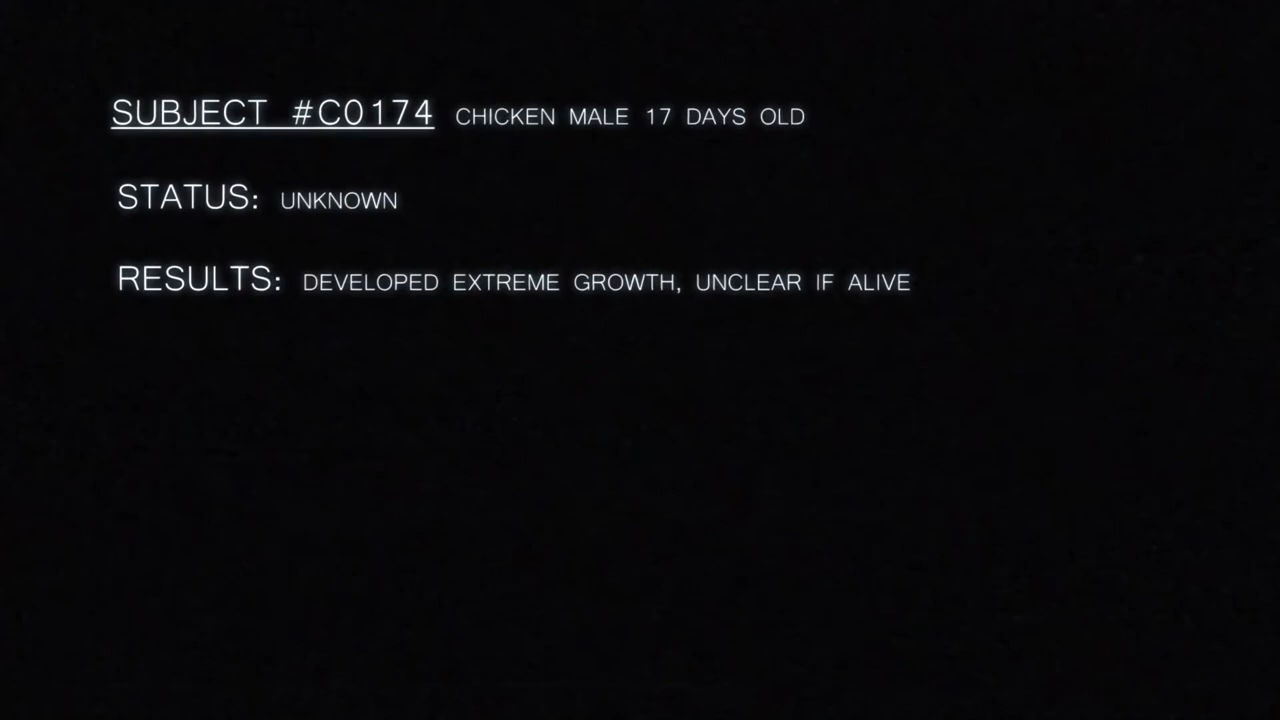 SUBJECT #C0174 CHICKEN MALE 17 DAYS OLD
STATUS: UNKNOWN
RESULTS: DEVELOPED EXTREME GROWTH, UNCLEAR IF ALIVE